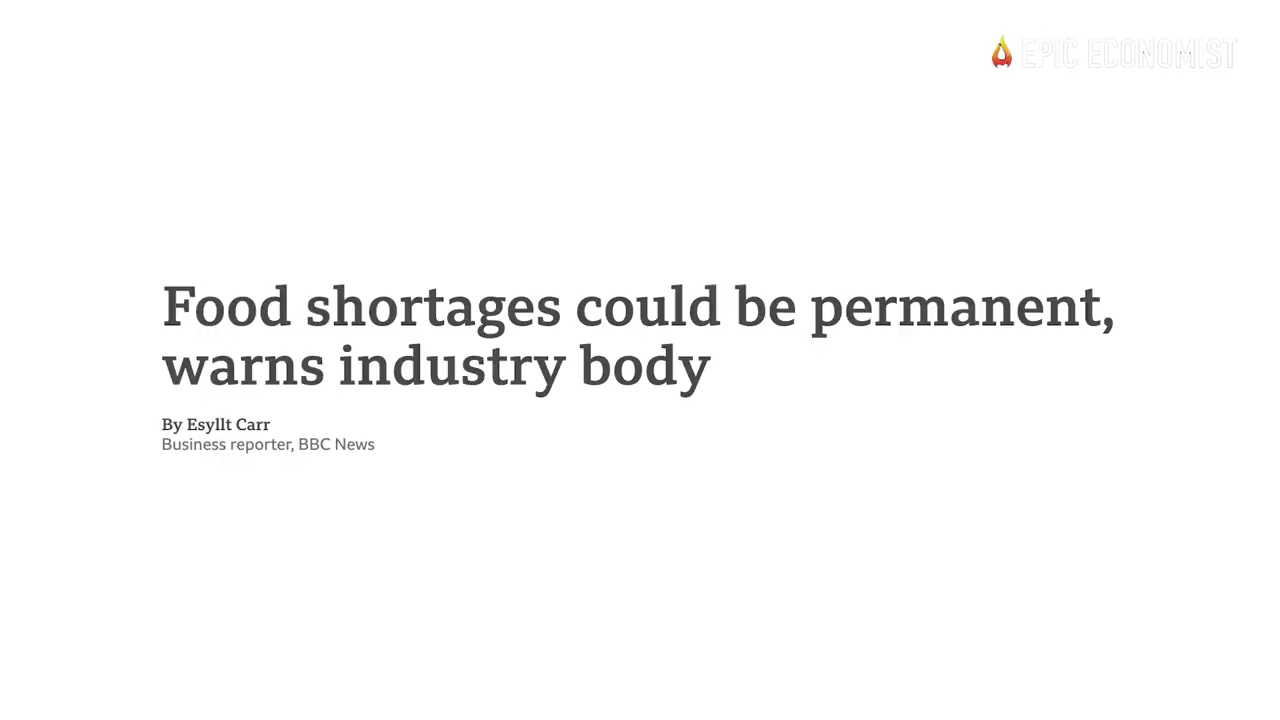 EPIC ECONOMIST
Food shortages could be permanent,
warns industry body
By Esyllt Carr
Business reporter, BBC News